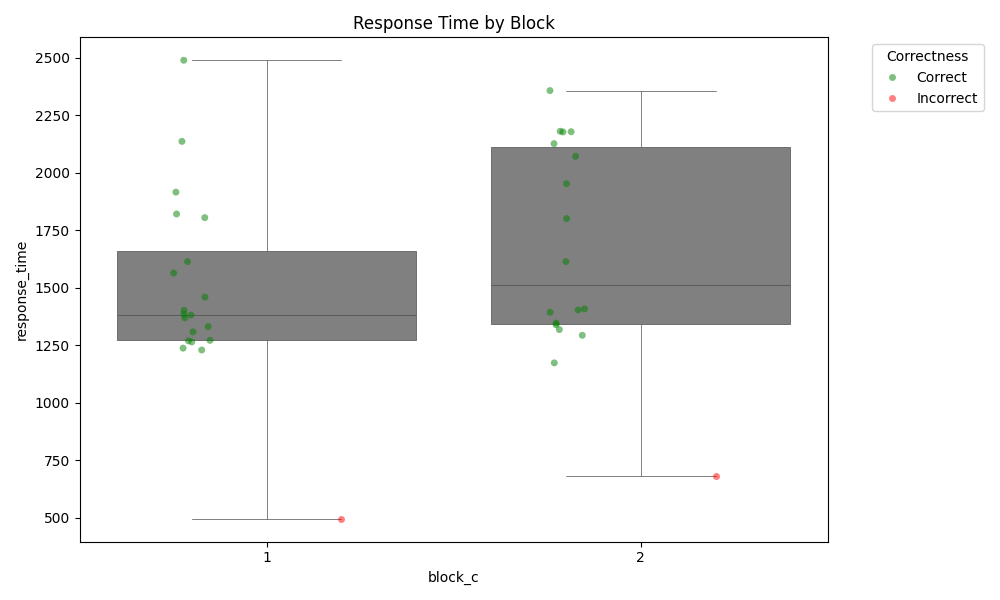 Response Time by Block
Correctness
Correct
Incorrect
response_time
2500
2250
2000
1750
1500
1250
1000
750
500
1
2
block_c